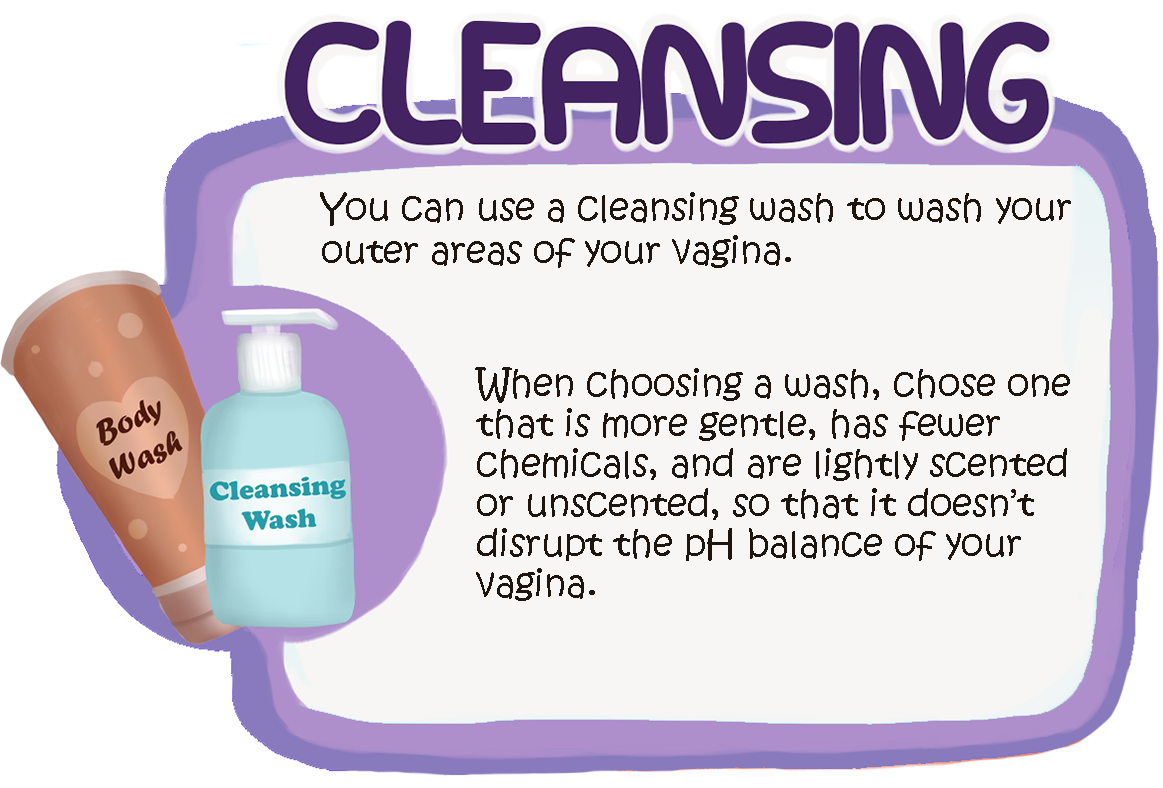 CLEANSING
You can use a cleansing wash to wash your
outer areas of your vagina.
When choosing a wash, chose one
that is more gentle, has fewer
chemicals, and are lightly scented
or unscented, so that it doesn't
disrupt the pH balance of your
vagina.
Body
Wash
Cleansing
Wash